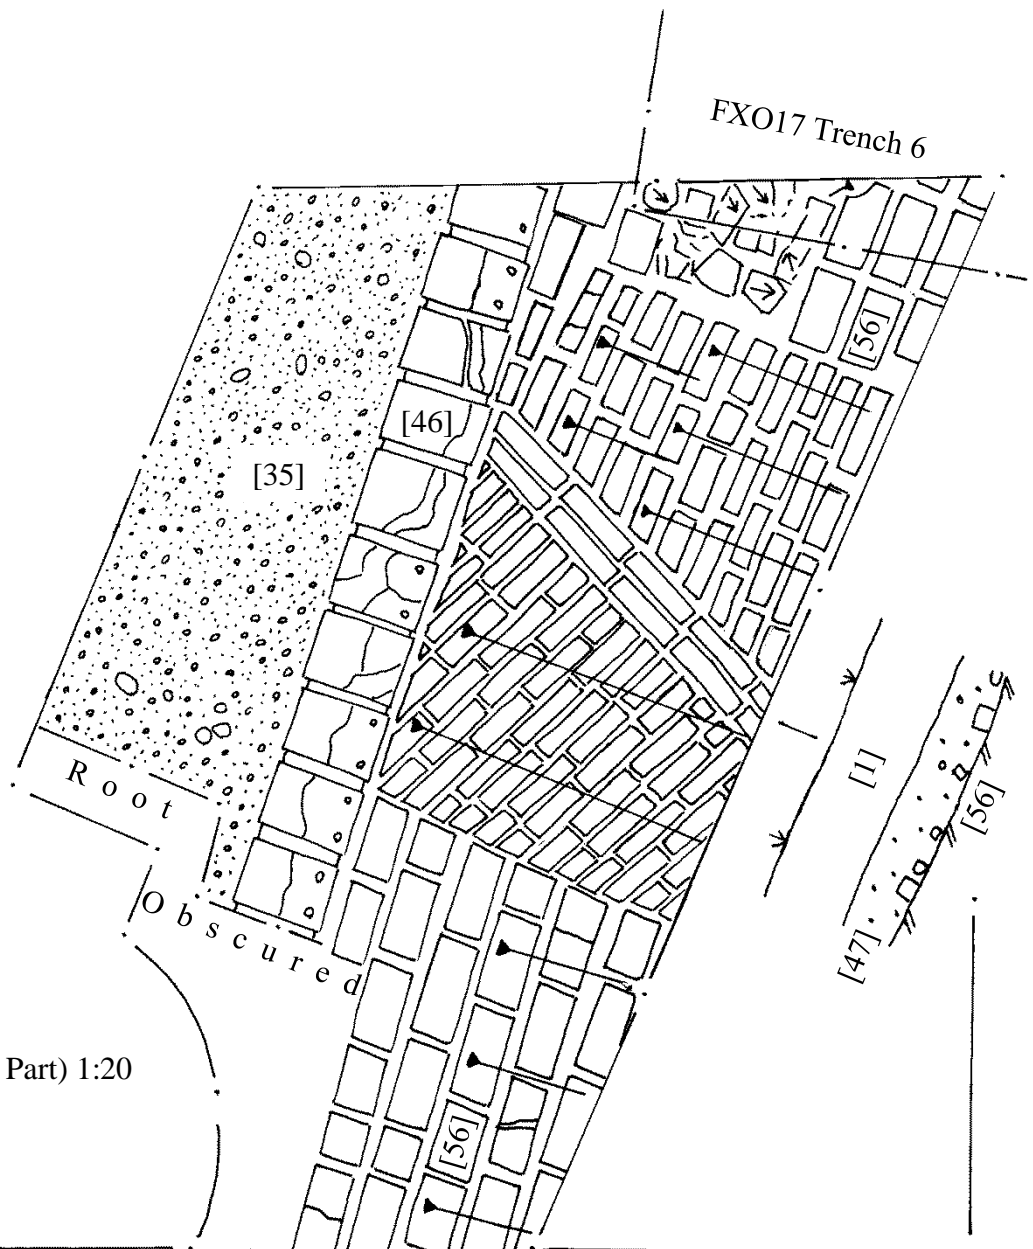 FXO17 Trench 6
[56]
[46]
[35]
[1]
[56]
Root
[47]
Obscured
Part) 1:20
[56]